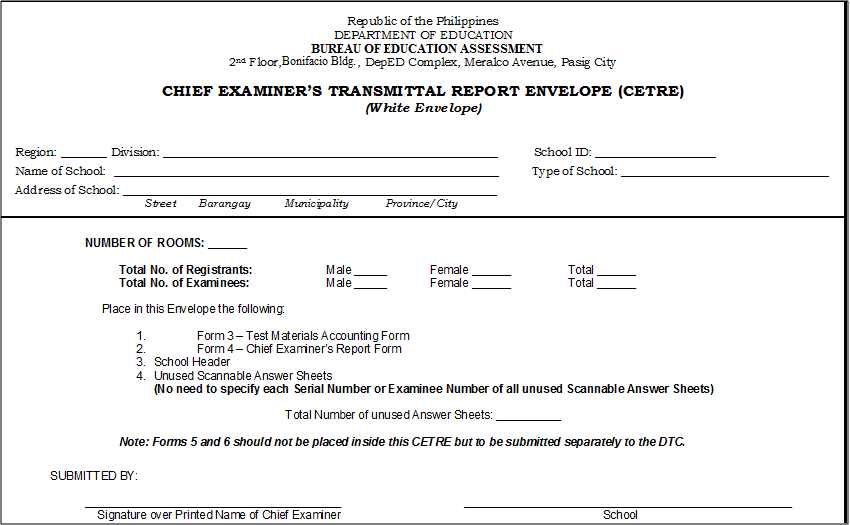 Republic of the Philippines
DEPARTMENT OF EDUCATION
BUREAU OF EDUCATION ASSESSMENT
2nd Floor,Bonifacio Bldg., DepED Complex, Meralco Avenue, Pasig City
CHIEF EXAMINER'S TRANSMITTAL REPORT ENVELOPE (CETRE)
(White Envelope)
Region: _______ Division: ______________________________ School ID: __________________
Name of School: ______________________________ Type of School: ______________________________
Address of School: ______________________________
Street Barangay Municipality Province/City
NUMBER OF ROOMS: ______
Total No. of Registrants: Male _____ Female ______ Total ______
Total No. of Examinees: Male _____ Female ______ Total ______
Place in this Envelope the following:
1. Form 3 – Test Materials Accounting Form
2. Form 4 – Chief Examiner's Report Form
3. School Header
4. Unused Scannable Answer Sheets
(No need to specify each Serial Number or Examinee Number of all unused Scannable Answer Sheets)
Total Number of unused Answer Sheets: __________
Note: Forms 5 and 6 should not be placed inside this CETRE but to be submitted separately to the DTC.
SUBMITTED BY:
______________________________ ______________________________
Signature over Printed Name of Chief Examiner School